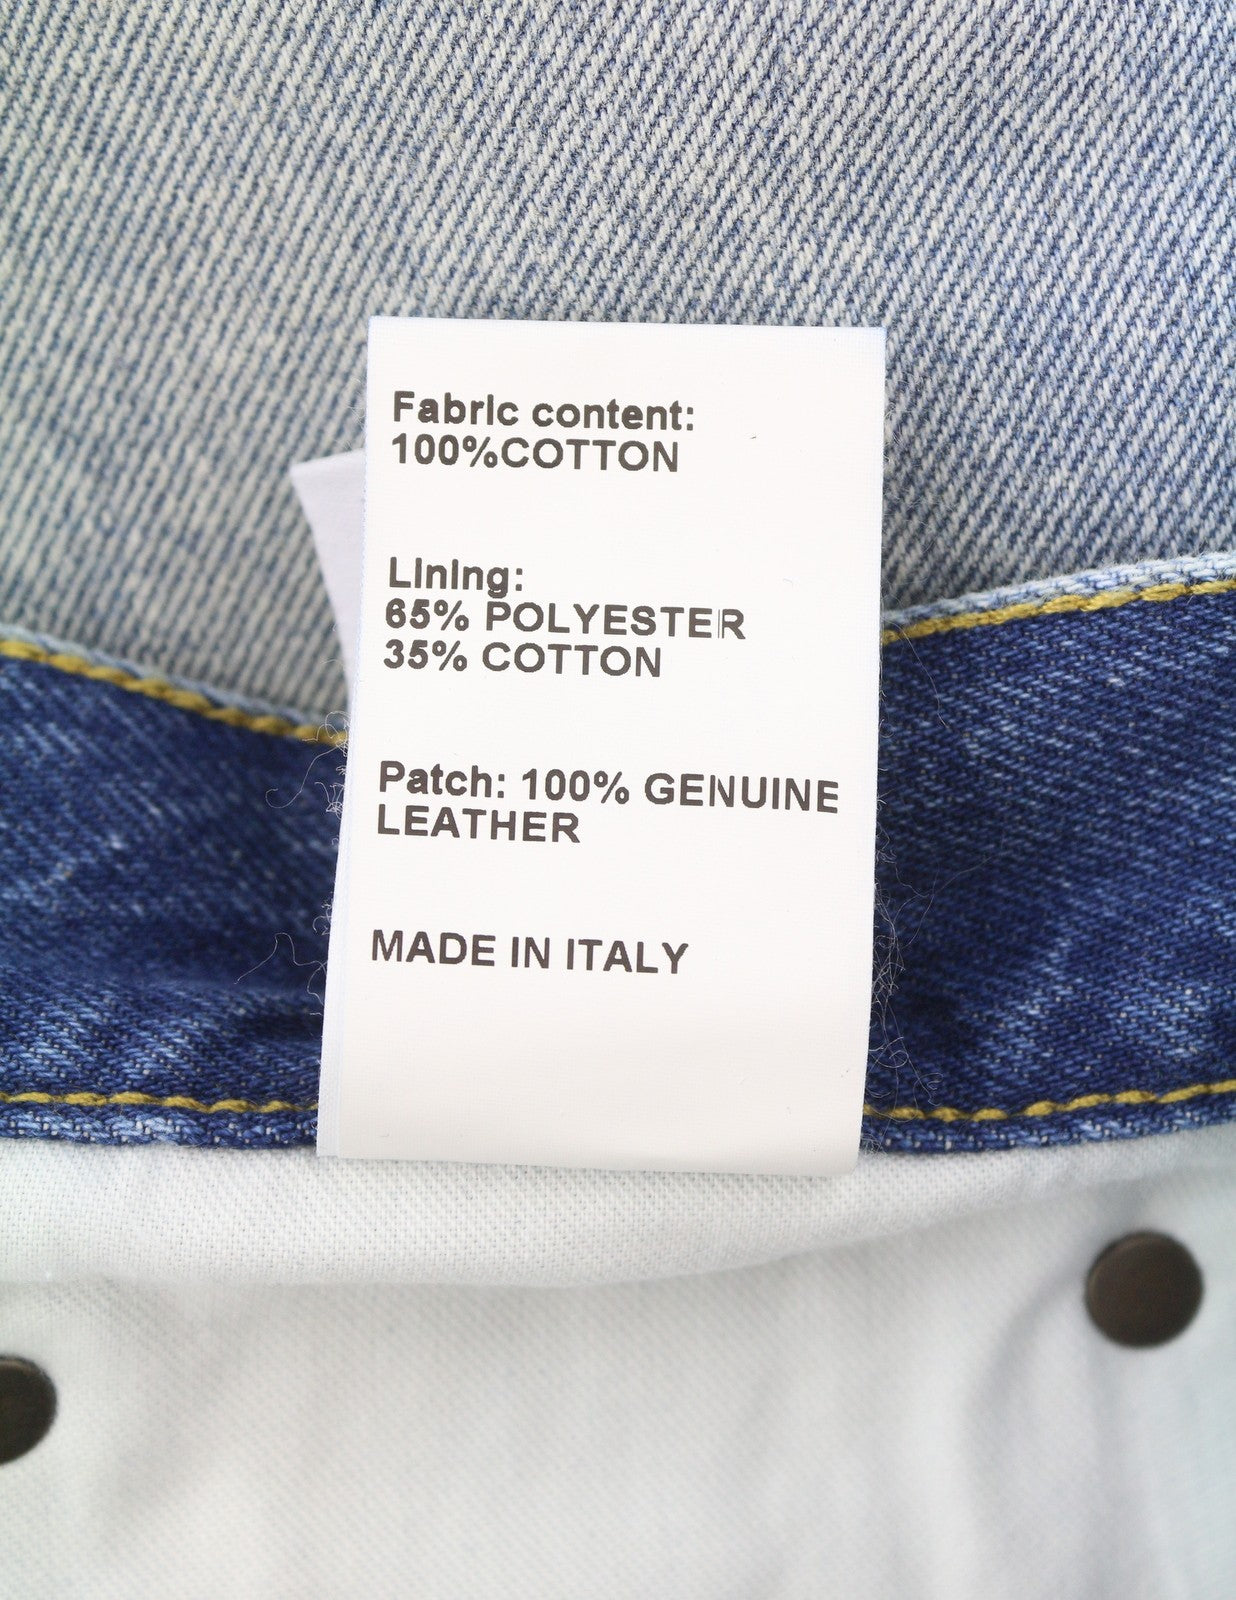 Fabric content:
100%COTTON
Lining:
65% POLYESTER
35% COTTON
Patch: 100% GENUINE
LEATHER
MADE IN ITALY